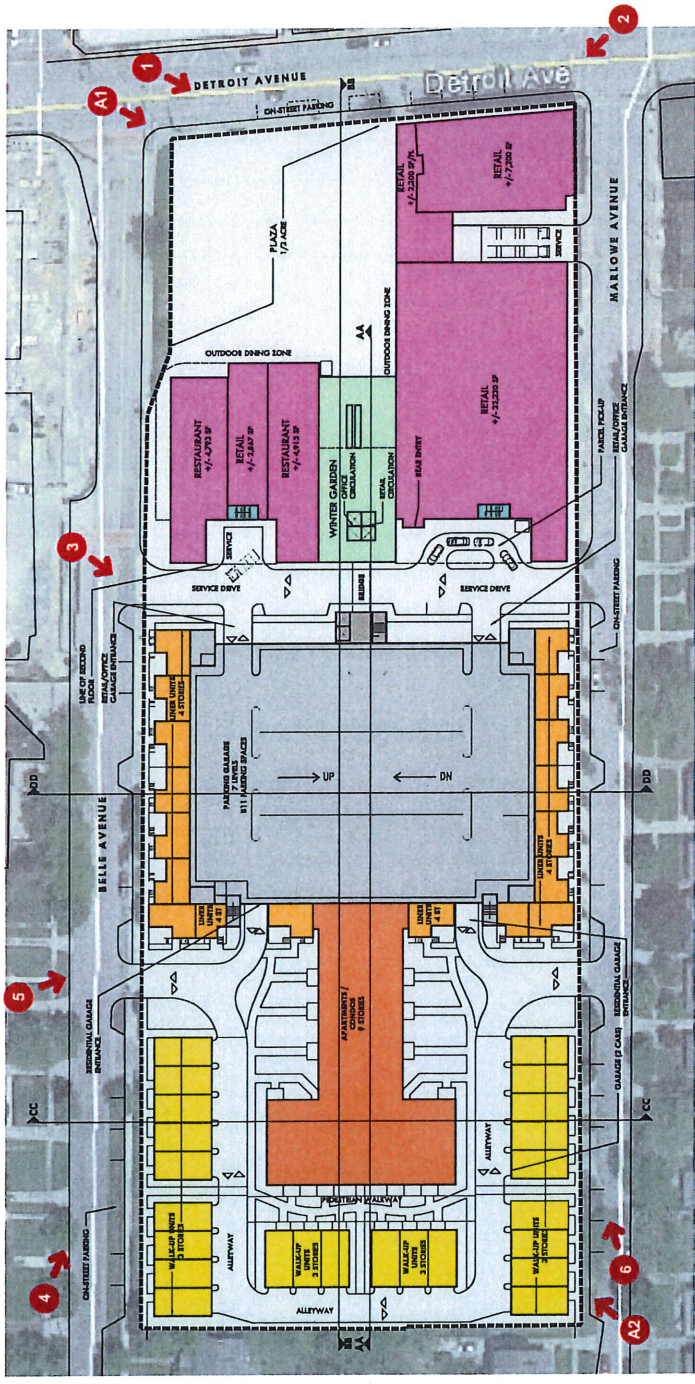 2
1
A1
DETROIT AVENUE
Detroit Ave
ON-STREET PARKING
BB
PLAZA
1/2 ACRE
RETAIL
+/- 2,200 SF/FL
RETAIL
+/- 7,200 SF
SERVICE
MARLOWE AVENUE
AA
OUTDOOR DINING ZONE
OUTDOOR DINING ZONE
RESTAURANT
+/- 4,792 SF
RETAIL
+/- 2,867 SF
RESTAURANT
+/- 4,913 SF
WINTER GARDEN
OFFICE
CIRCULATION
RETAIL
CIRCULATION
RETAIL
+/- 22,220 SF
REAR ENTRY
PARCEL PICK-UP
RETAIL/OFFICE
GARAGE ENTRANCE
3
SERVICE
SERVICE DRIVE
BRIDGE
SERVICE DRIVE
ON-STREET PARKING
LINE OF SECOND
FLOOR
RETAIL/OFFICE
GARAGE ENTRANCE
LINER UNITS
4 STORIES
PARKING GARAGE
7 LEVELS
811 PARKING SPACES
UP
DN
DD
DD
BELLE AVENUE
LINER UNITS
4 STORIES
LINER
UNITS
4 ST
LINER
UNITS
4 ST
5
RESIDENTIAL GARAGE
ENTRANCE
APARTMENTS /
CONDOS
9 STORIES
RESIDENTIAL GARAGE
ENTRANCE
GARAGE (2 CARS)
CC
CC
ALLEYWAY
PEDESTRIAN WALKWAY
4
ON-STREET PARKING
WALK-UP UNITS
3 STORIES
ALLEYWAY
WALK-UP
UNITS
3 STORIES
WALK-UP
UNITS
3 STORIES
WALK-UP UNITS
3 STORIES
ALLEYWAY
6
A2
BB
AA